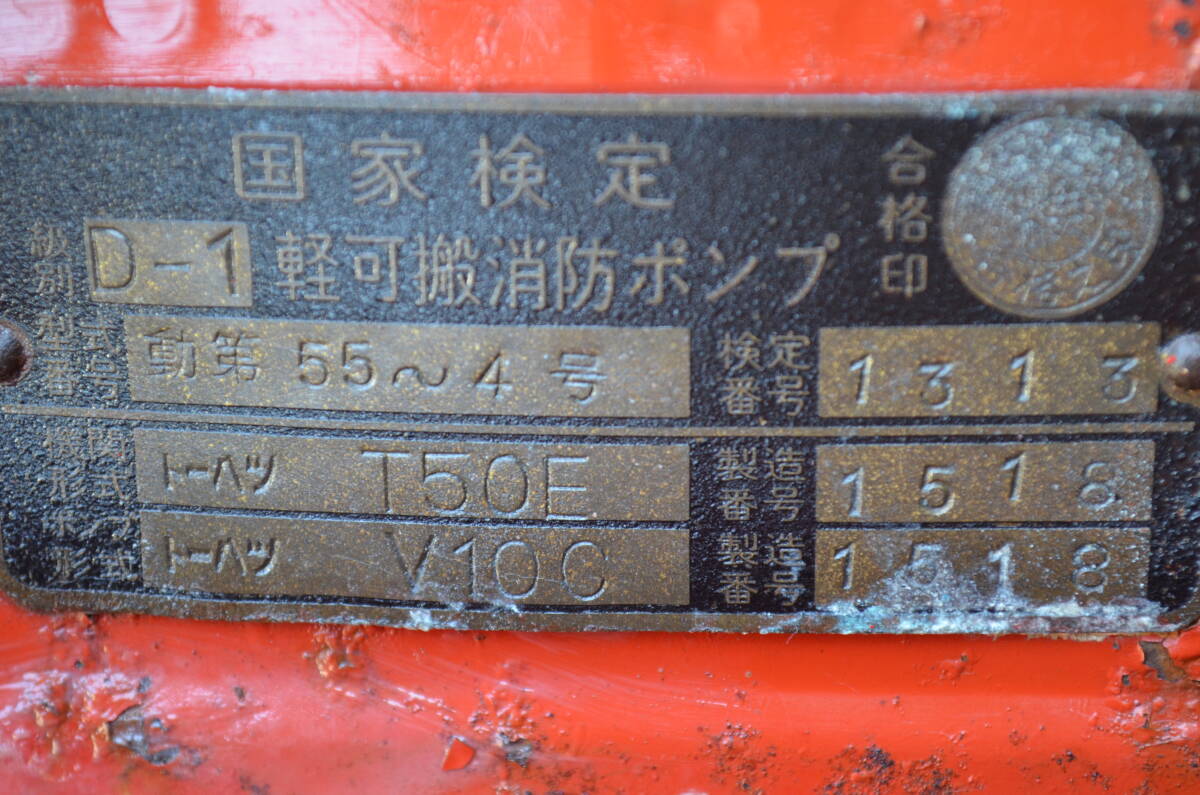 国家検定 合格印
級別 D-1 軽可搬消防ポンプ
型式番号 動第 55~4号 検定番号 1313
機関形式 トーハツ T50E 製造番号 1518
ポンプ形式 トーハツ V10C 製造番号 1518